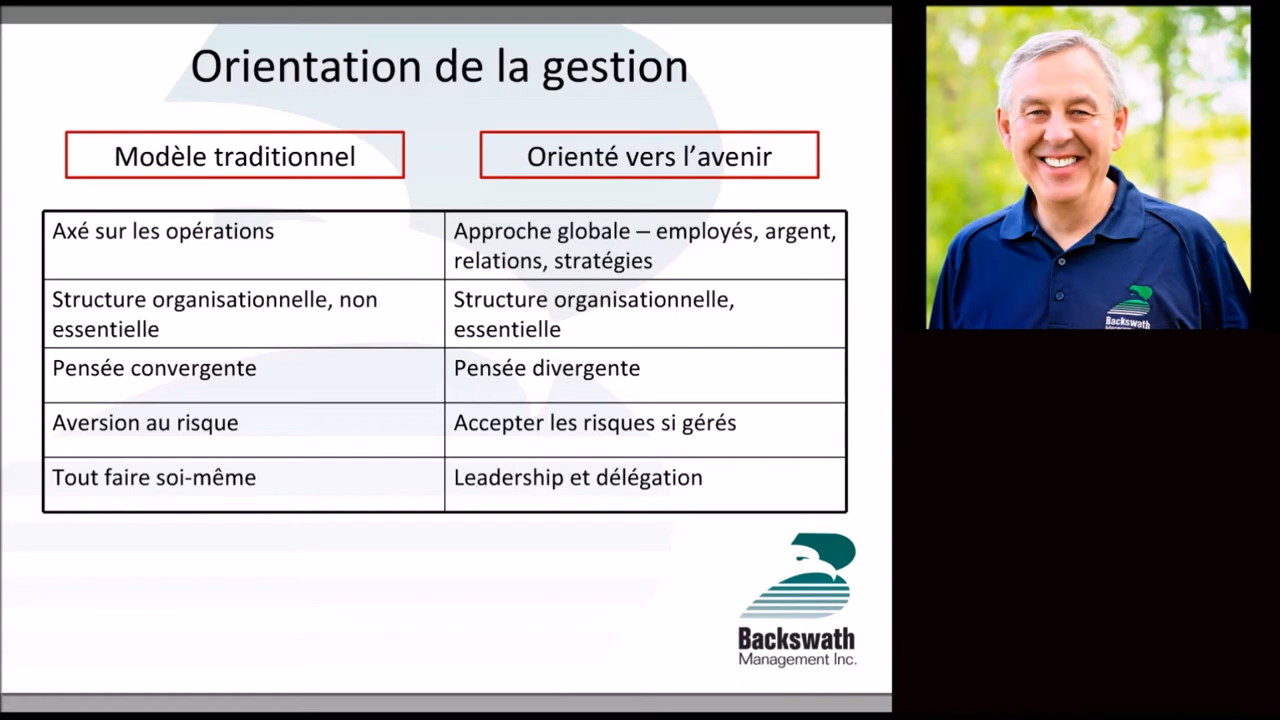 Orientation de la gestion
Modèle traditionnel
Orienté vers l’avenir
Axé sur les opérations
Approche globale – employés, argent,
relations, stratégies
Structure organisationnelle, non
essentielle
Structure organisationnelle,
essentielle
Pensée convergente
Pensée divergente
Aversion au risque
Accepter les risques si gérés
Tout faire soi-même
Leadership et délégation
Backswath
Management Inc.
Backswath